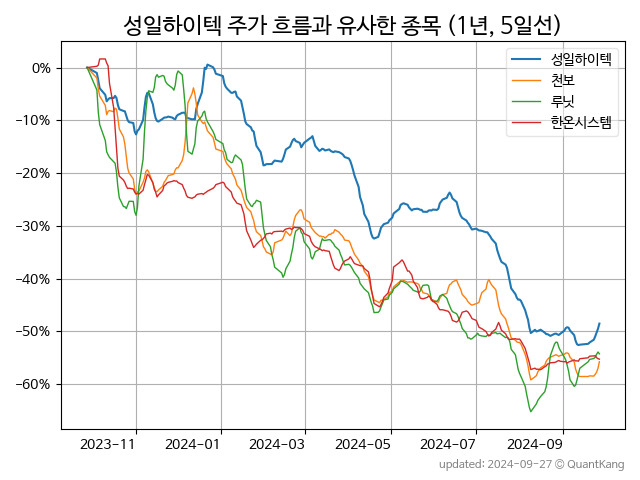 성일하이텍 주가 흐름과 유사한 종목 (1년, 5일선)
성일하이텍
천보
루닛
한온시스템
0%
−10%
−20%
−30%
−40%
−50%
−60%
2023-11 2024-01 2024-03 2024-05 2024-07 2024-09
updated: 2024-09-27 © QuantKang